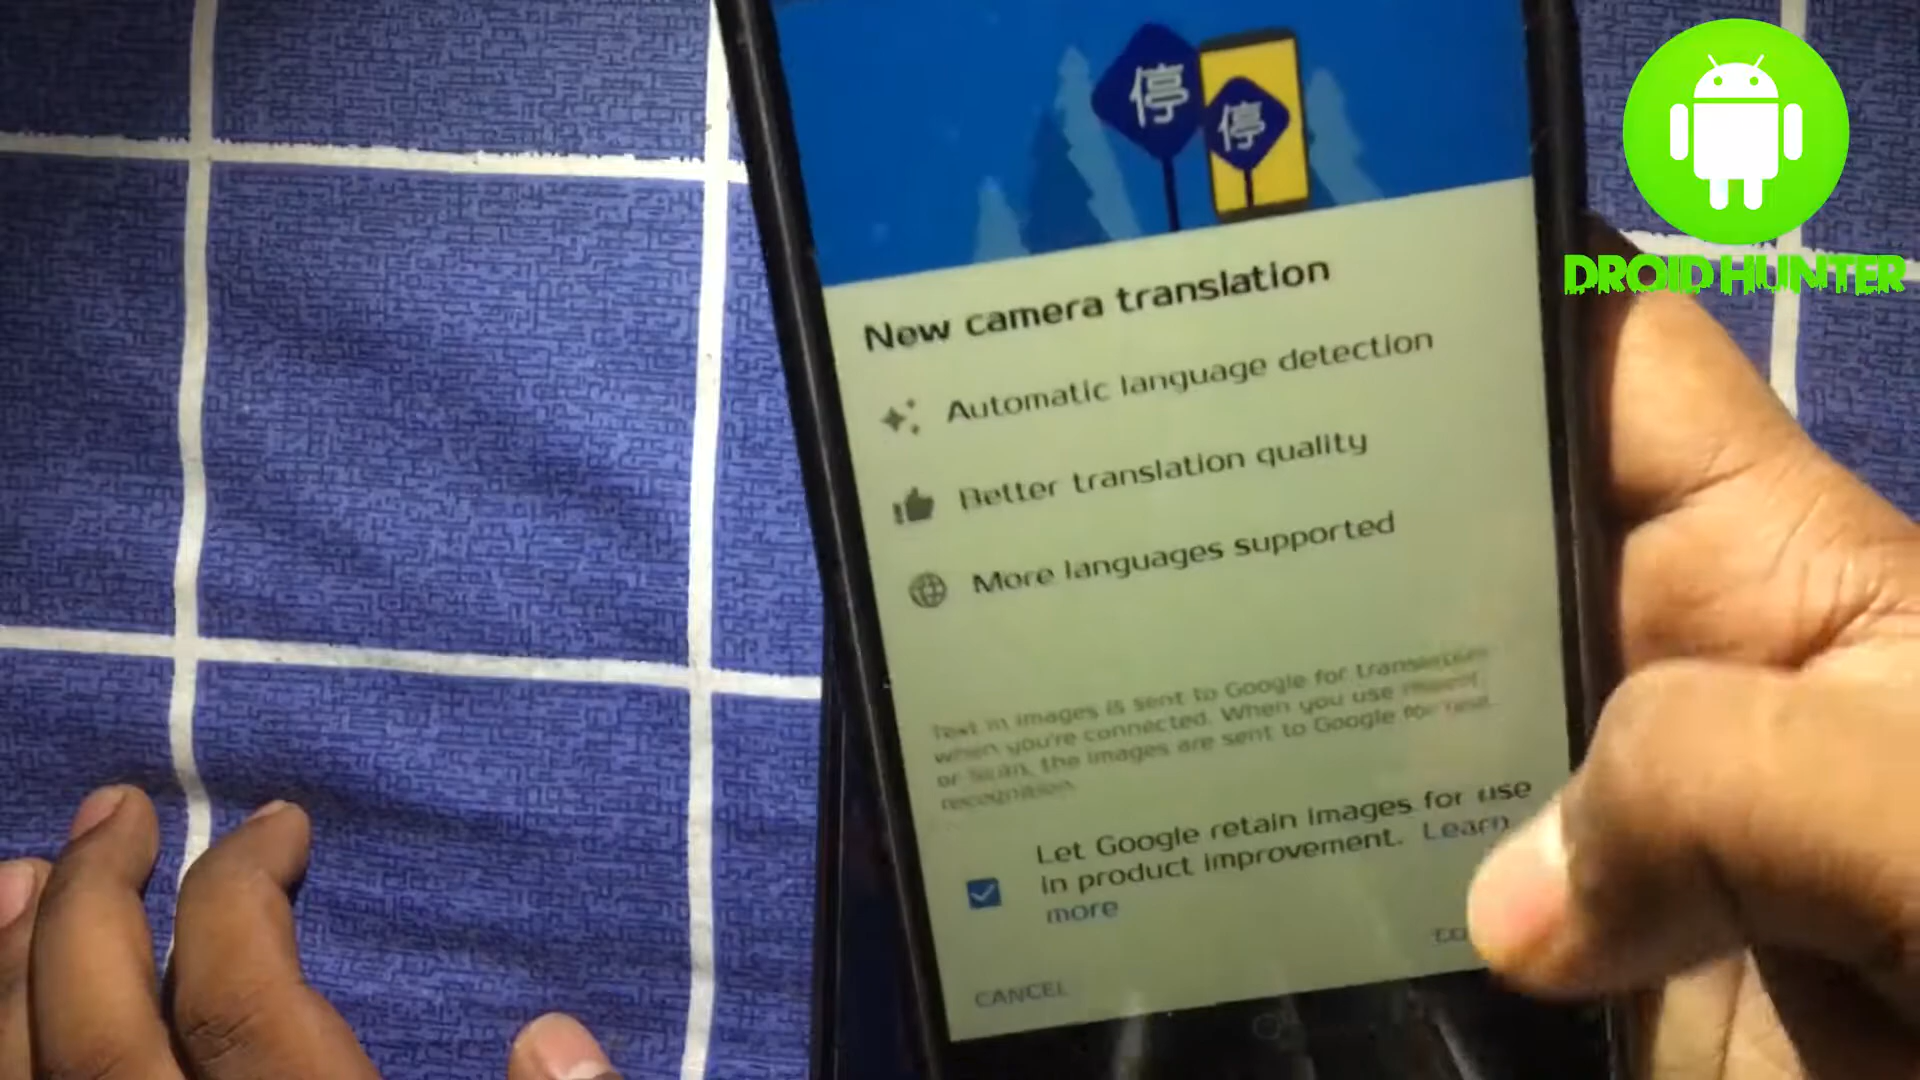 停
停
DROID HUNTER
New camera translation
Automatic language detection
Better translation quality
More languages supported
Text in images is sent to Google for translation
when you're connected. When you use
or Scan, the images are sent to Google for text
recognition.
Let Google retain images for use
in product improvement. Learn
more
CANCEL